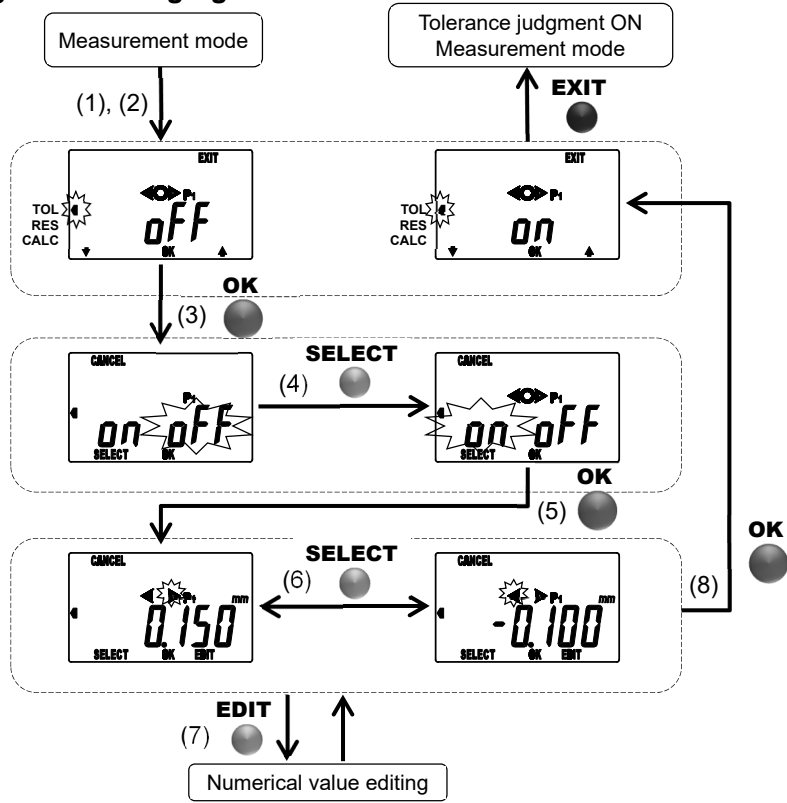 Measurement mode
Tolerance judgment ON
Measurement mode
(1), (2)
EXIT
EXIT
P1
TOL
RES
CALC
oFF
OK
EXIT
P1
TOL
RES
CALC
on
OK
(3)
OK
CANCEL
P1
on oFF
SELECT OK
(4)
SELECT
CANCEL
P1
on oFF
SELECT OK
(5)
OK
CANCEL
P1
mm
0.150
SELECT OK EDIT
(6)
SELECT
CANCEL
P1
mm
-0.100
SELECT OK EDIT
(8)
OK
(7)
EDIT
Numerical value editing